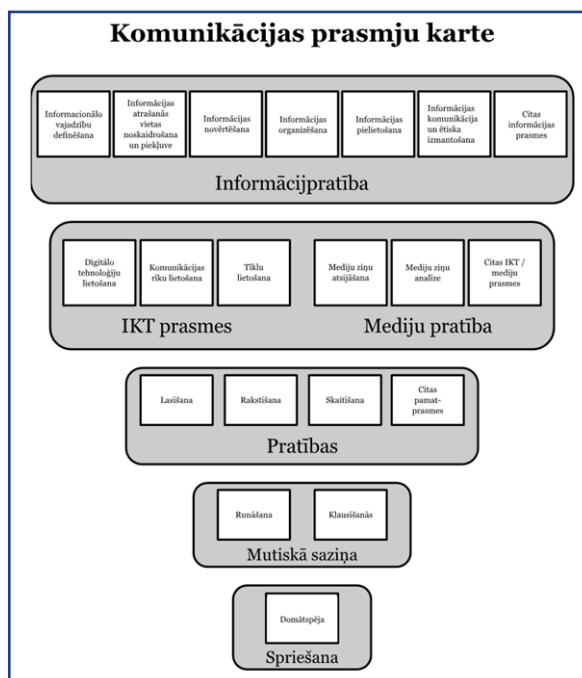 Komunikācijas prasmju karte
Informacionālo
vajadzību
definēšana
Informācijas
atrašanās
vietas
noskaidrošana
un piekļuve
Informācijas
novērtēšana
Informācijas
organizēšana
Informācijas
pielietošana
Informācijas
komunikācija
un ētiska
izmantošana
Citas
informācijas
prasmes
Informācijpratība
Digitālo
tehnoloģiju
lietošana
Komunikācijas
rīku lietošana
Tīklu
lietošana
Mediju ziņu
atsijāšana
Mediju ziņu
analīze
Citas IKT /
mediju
prasmes
IKT prasmes
Mediju pratība
Lasīšana
Rakstīšana
Skaitīšana
Citas
pamat-
prasmes
Pratības
Runāšana
Klausīšanās
Mutiskā saziņa
Domātspēja
Spriešana